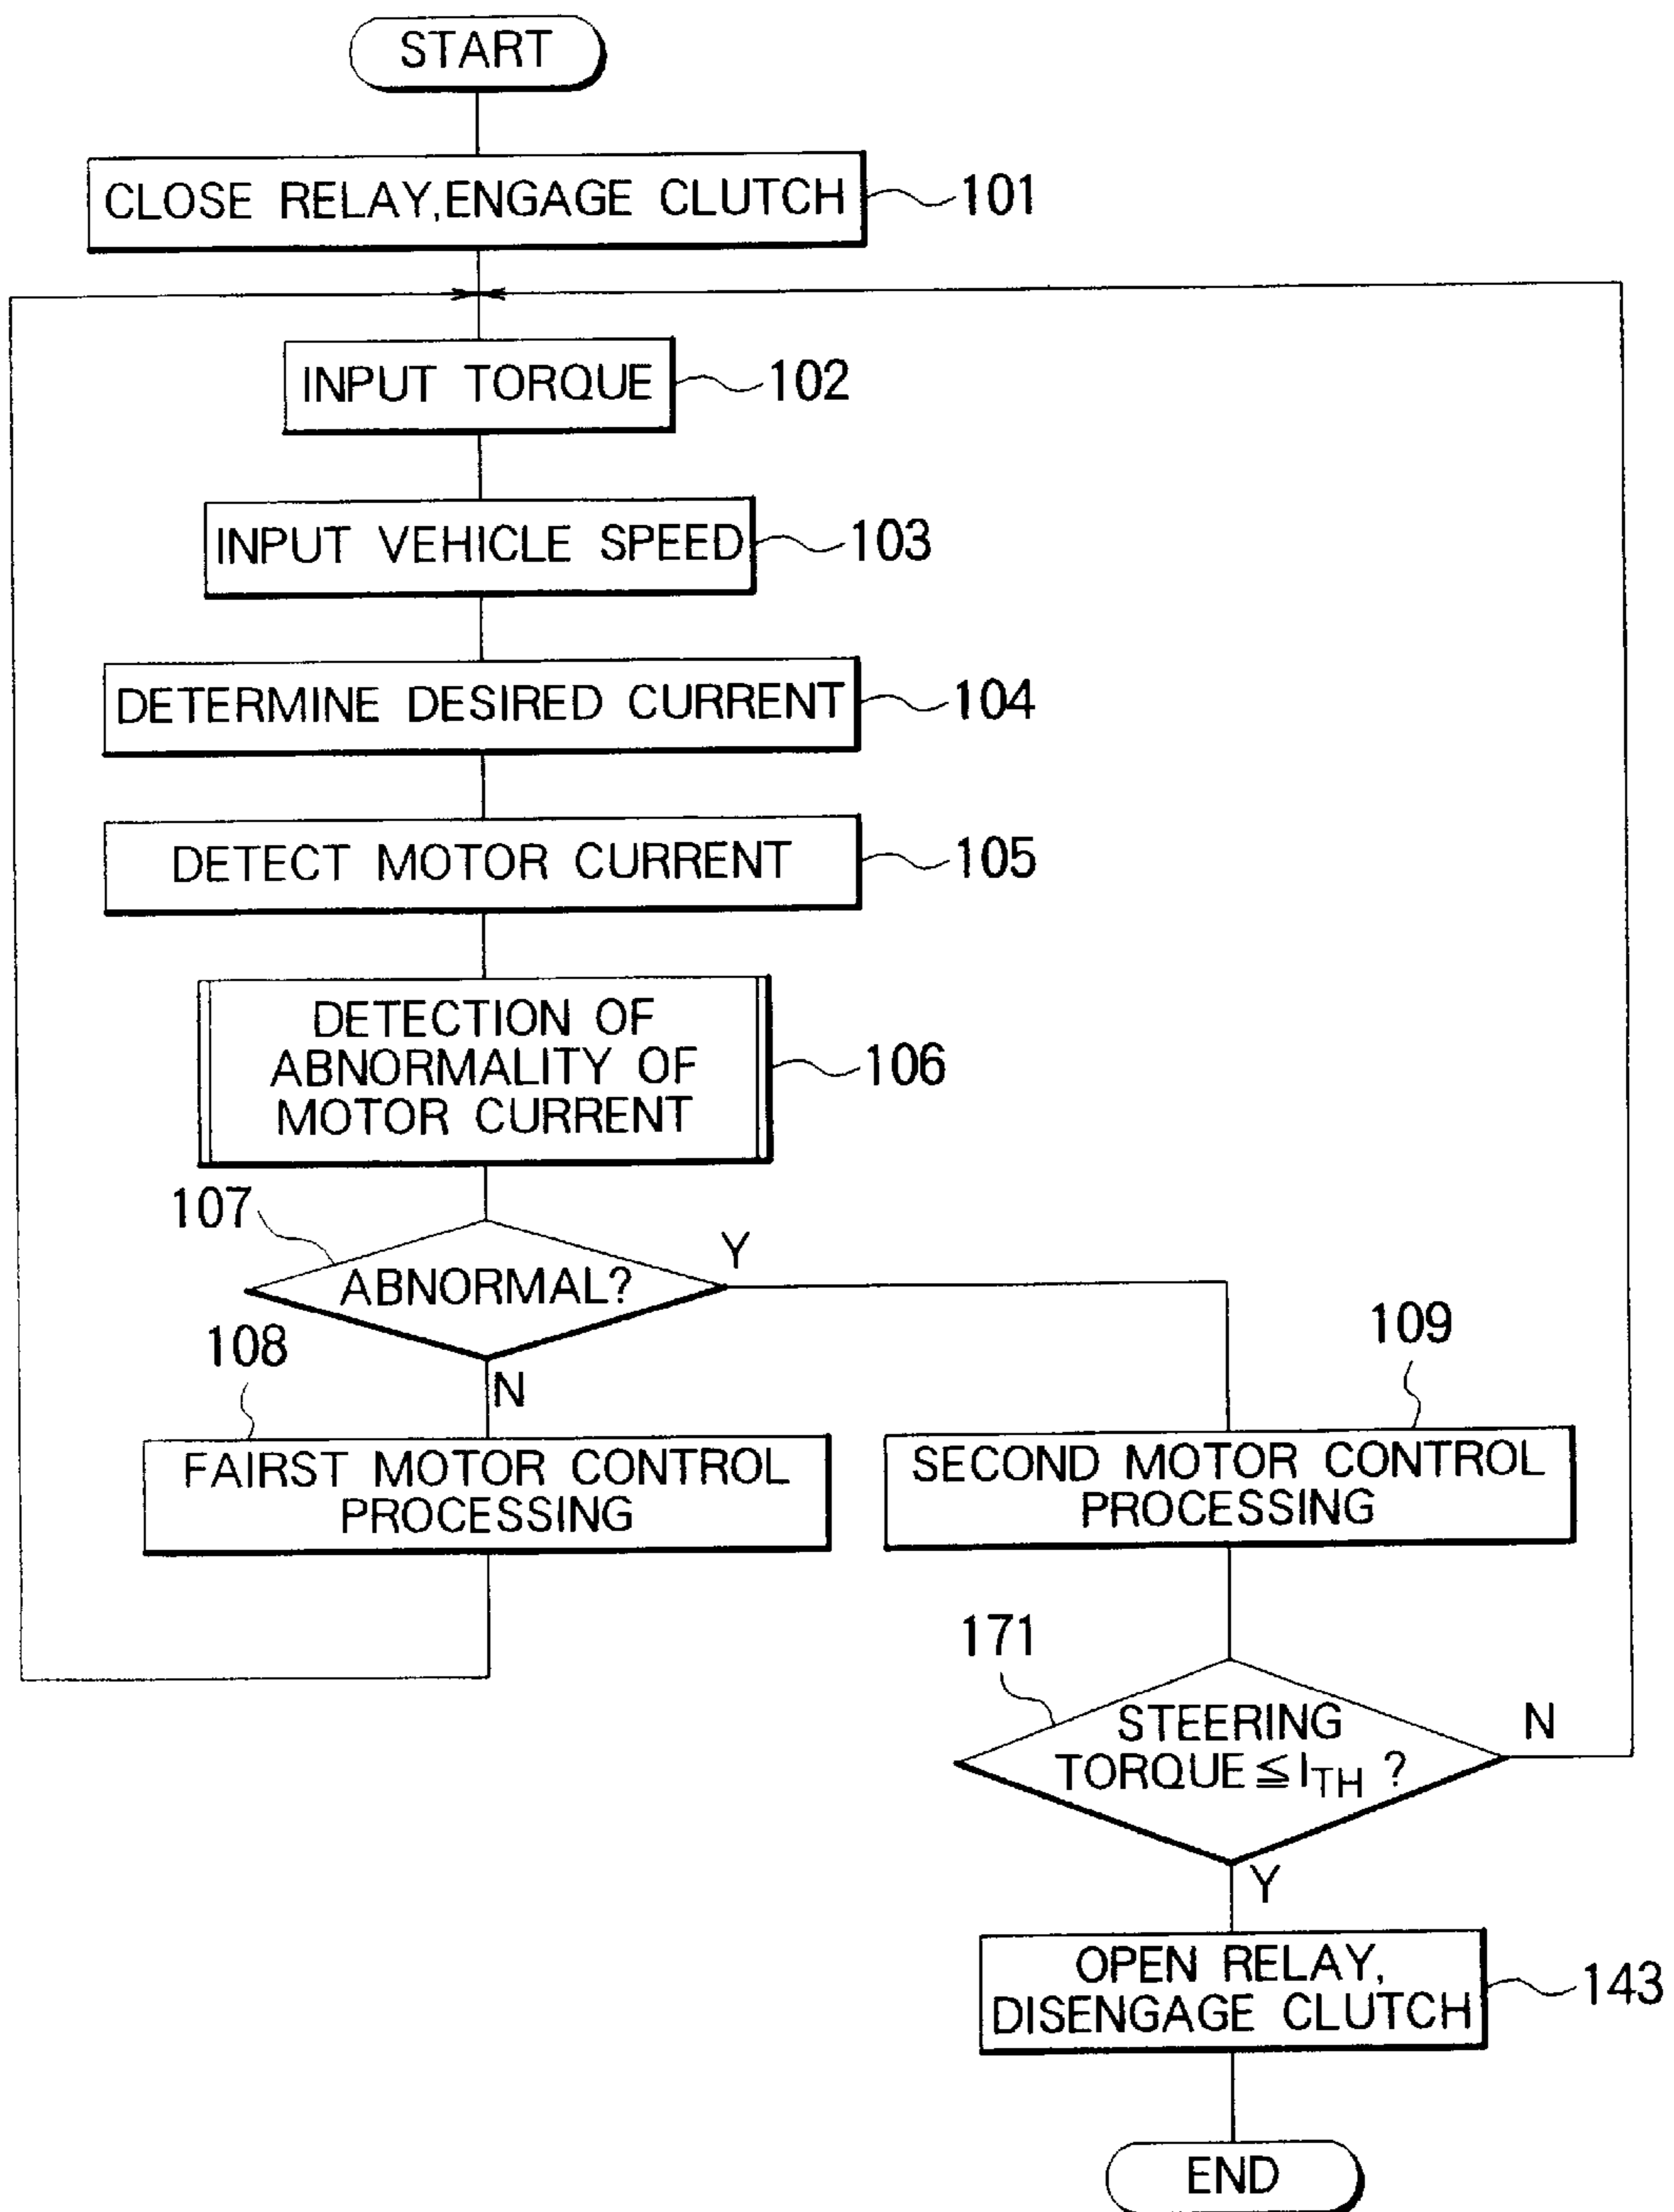 START
CLOSE RELAY,ENGAGE CLUTCH
101
INPUT TORQUE
102
INPUT VEHICLE SPEED
103
DETERMINE DESIRED CURRENT
104
DETECT MOTOR CURRENT
105
DETECTION OF
ABNORMALITY OF
MOTOR CURRENT
106
107
ABNORMAL?
Y
N
108
FAIRST MOTOR CONTROL
PROCESSING
109
SECOND MOTOR CONTROL
PROCESSING
171
STEERING
TORQUE ≦ ITH ?
N
Y
OPEN RELAY,
DISENGAGE CLUTCH
143
END